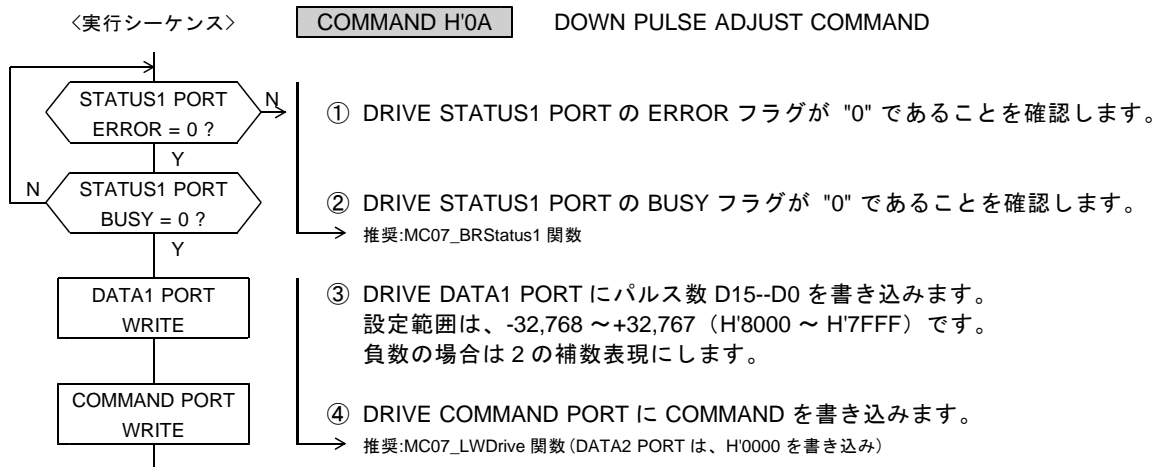 〈実行シーケンス〉 COMMAND H'0A DOWN PULSE ADJUST COMMAND
STATUS1 PORT
ERROR = 0 ?
N
Y
① DRIVE STATUS1 PORT の ERROR フラグが "0" であることを確認します。
N
STATUS1 PORT
BUSY = 0 ?
Y
② DRIVE STATUS1 PORT の BUSY フラグが "0" であることを確認します。
推奨:MC07_BRStatus1 関数
DATA1 PORT
WRITE
③ DRIVE DATA1 PORT にパルス数 D15--D0 を書き込みます。
設定範囲は、-32,768 ～+32,767（H'8000 ～ H'7FFF）です。
負数の場合は 2 の補数表現にします。
COMMAND PORT
WRITE
④ DRIVE COMMAND PORT に COMMAND を書き込みます。
推奨:MC07_LWDrive 関数(DATA2 PORT は、H'0000 を書き込み)